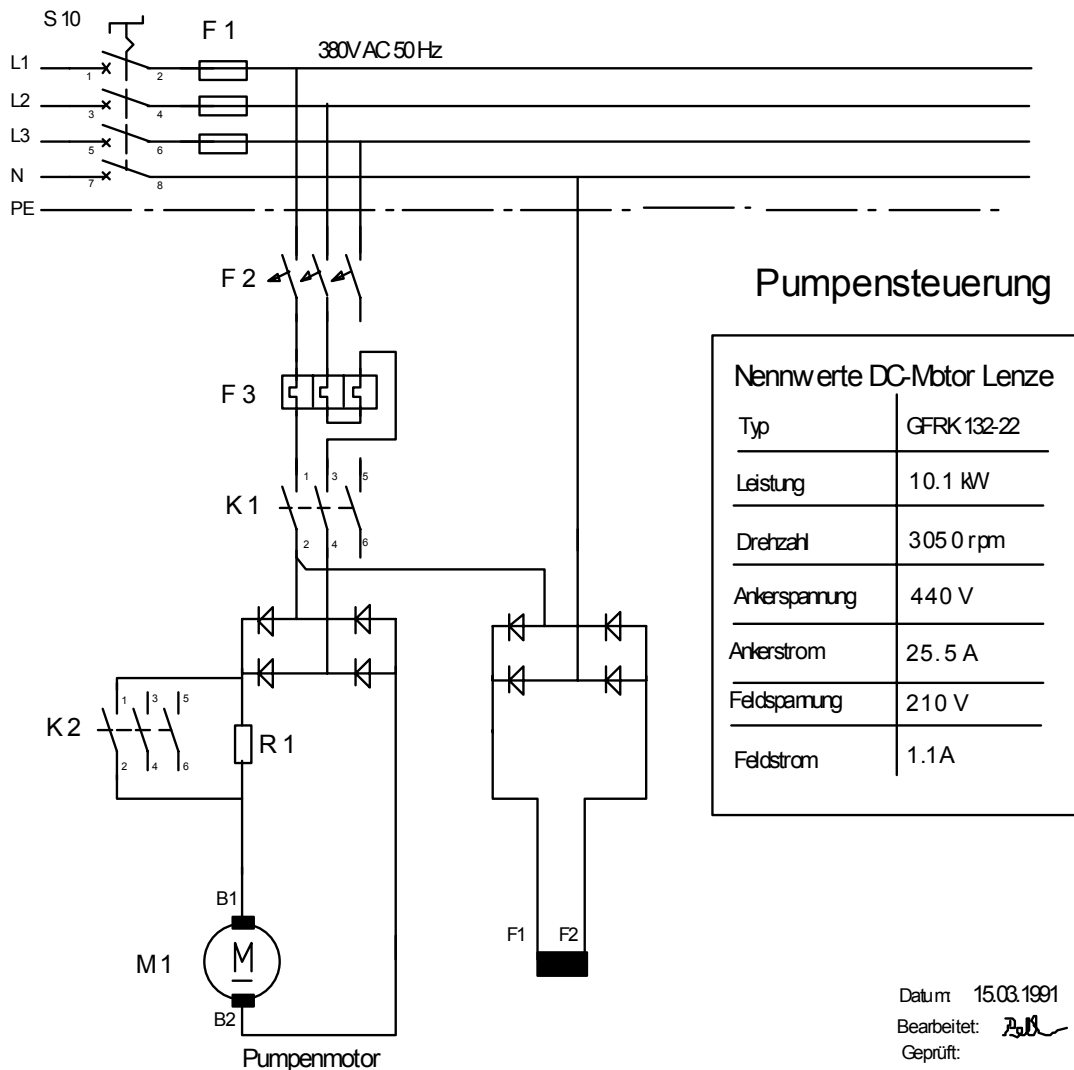 S 10
F 1
380V AC 50 Hz
L1
1
2
L2
3
4
L3
5
6
N
7
8
PE
F 2
Pumpensteuerung
F 3
Nennwerte DC-Motor Lenze
Typ GFRK 132-22
Leistung 10.1 kW
Drehzahl 3050 rpm
Ankerspannung 440 V
Ankerstrom 25.5 A
Feldspannung 210 V
Feldstrom 1.1 A
K 1
1 3 5
2 4 6
K 2
1 3 5
2 4 6
R 1
B1
M 1
M
B2
F1 F2
Pumpenmotor
Datum 15.03.1991
Bearbeitet:
Geprüft: